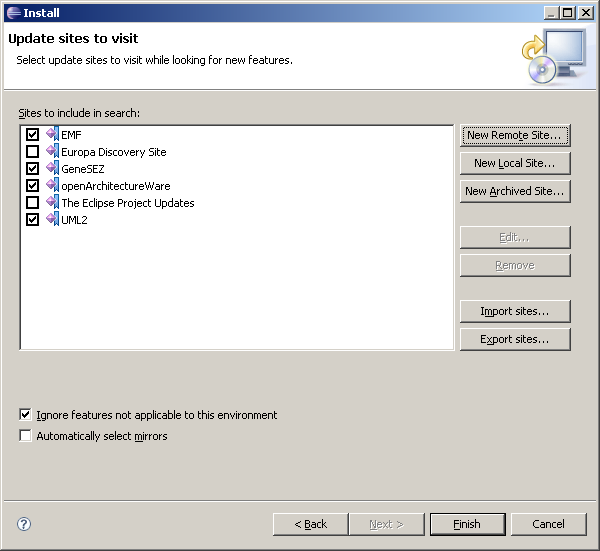 Install
Update sites to visit
Select update sites to visit while looking for new features.
Sites to include in search:
EMF
Europa Discovery Site
GeneSEZ
openArchitectureWare
The Eclipse Project Updates
UML2
New Remote Site...
New Local Site...
New Archived Site...
Edit...
Remove
Import sites...
Export sites...
Ignore features not applicable to this environment
Automatically select mirrors
?
< Back
Next >
Finish
Cancel